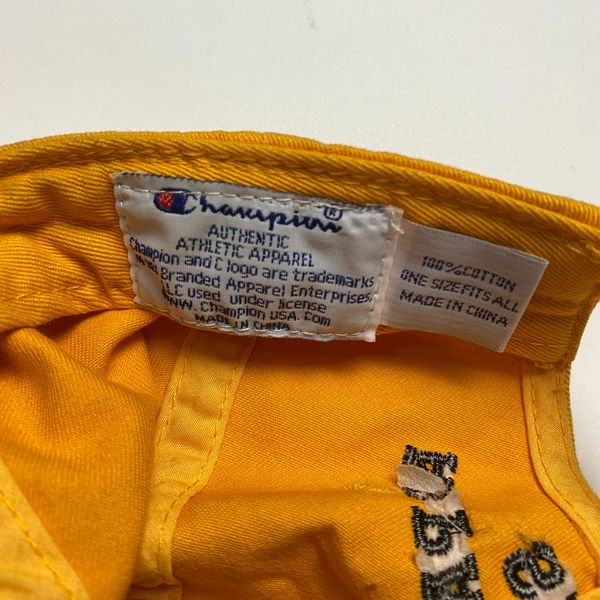 Champion®
AUTHENTIC
ATHLETIC APPAREL
Champion and C logo are trademarks
Branded Apparel Enterprises,
LLC used under license
WWW. Champion USA. com
MADE IN CHINA
100%COTTON
ONE SIZE FITS ALL
MADE IN CHINA